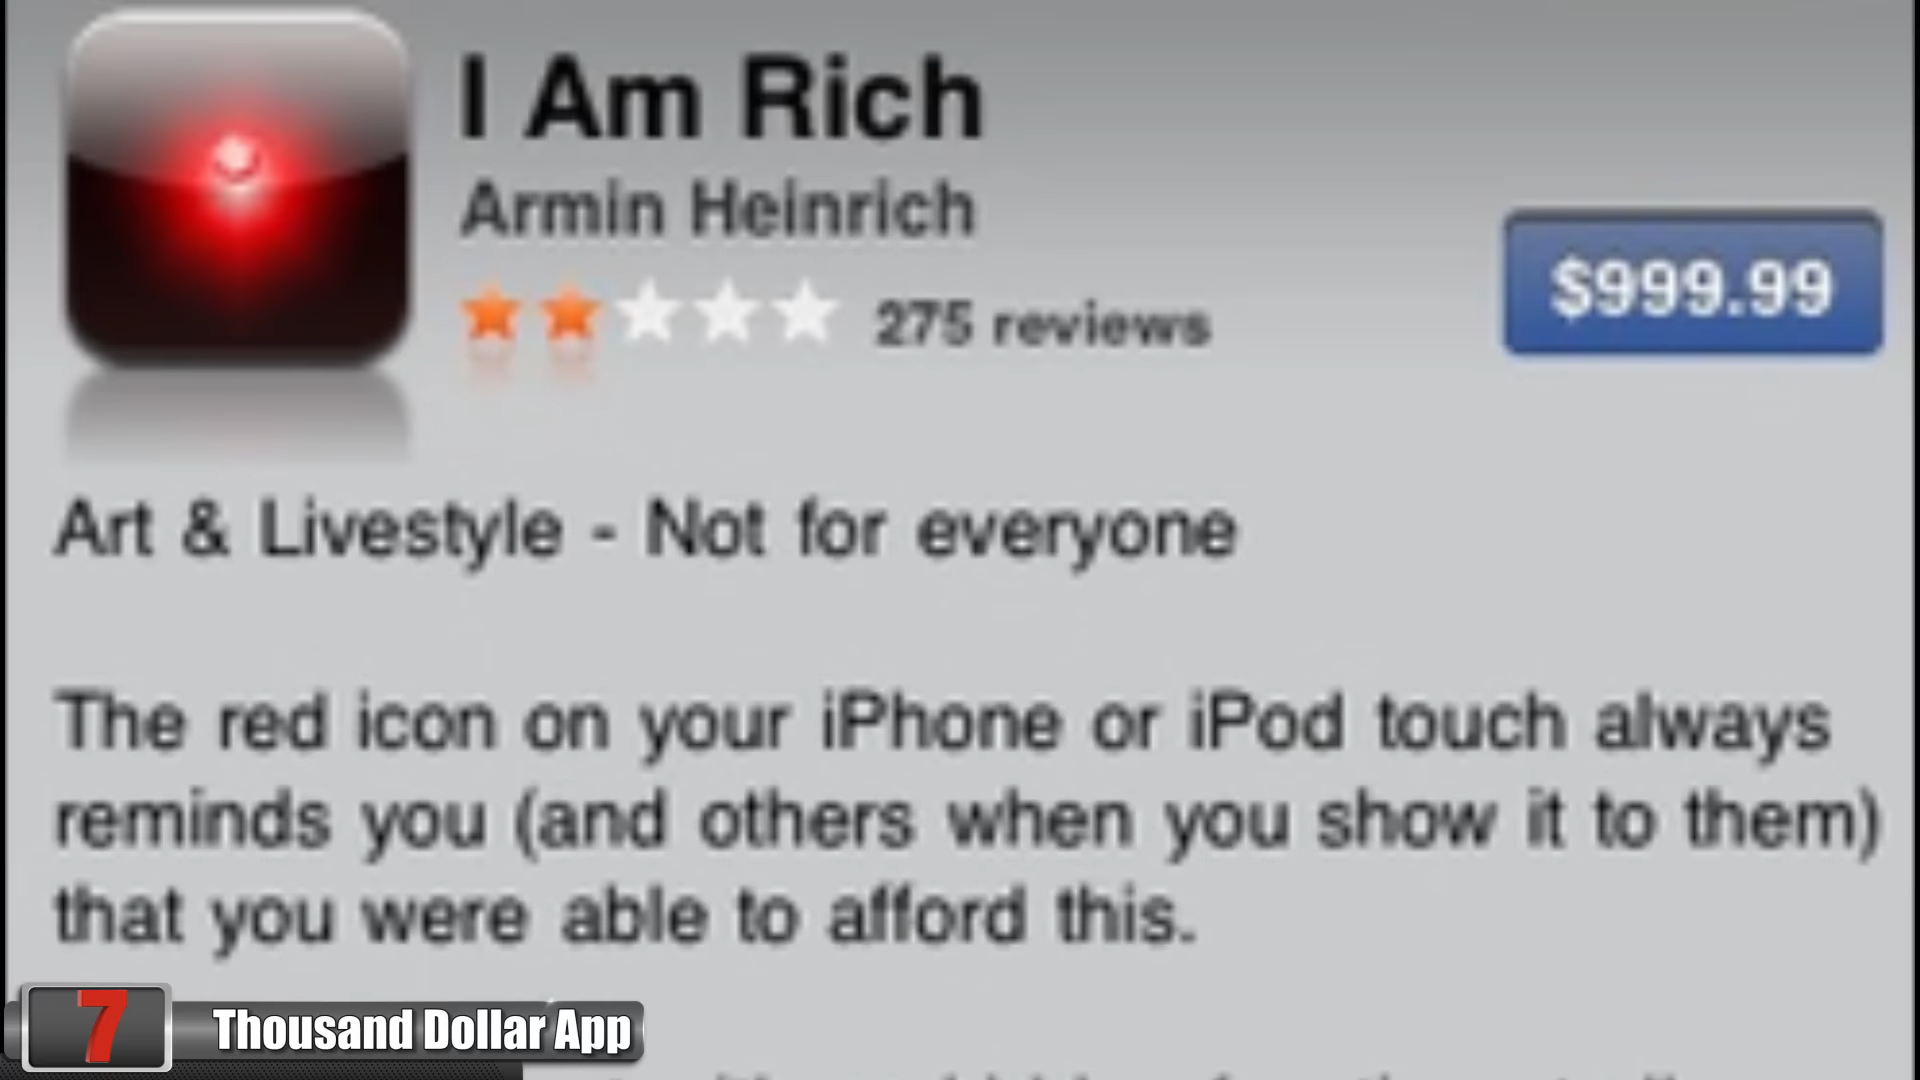 I Am Rich
Armin Heinrich
275 reviews
$999.99
Art & Livestyle - Not for everyone
The red icon on your iPhone or iPod touch always
reminds you (and others when you show it to them)
that you were able to afford this.
7
Thousand Dollar App